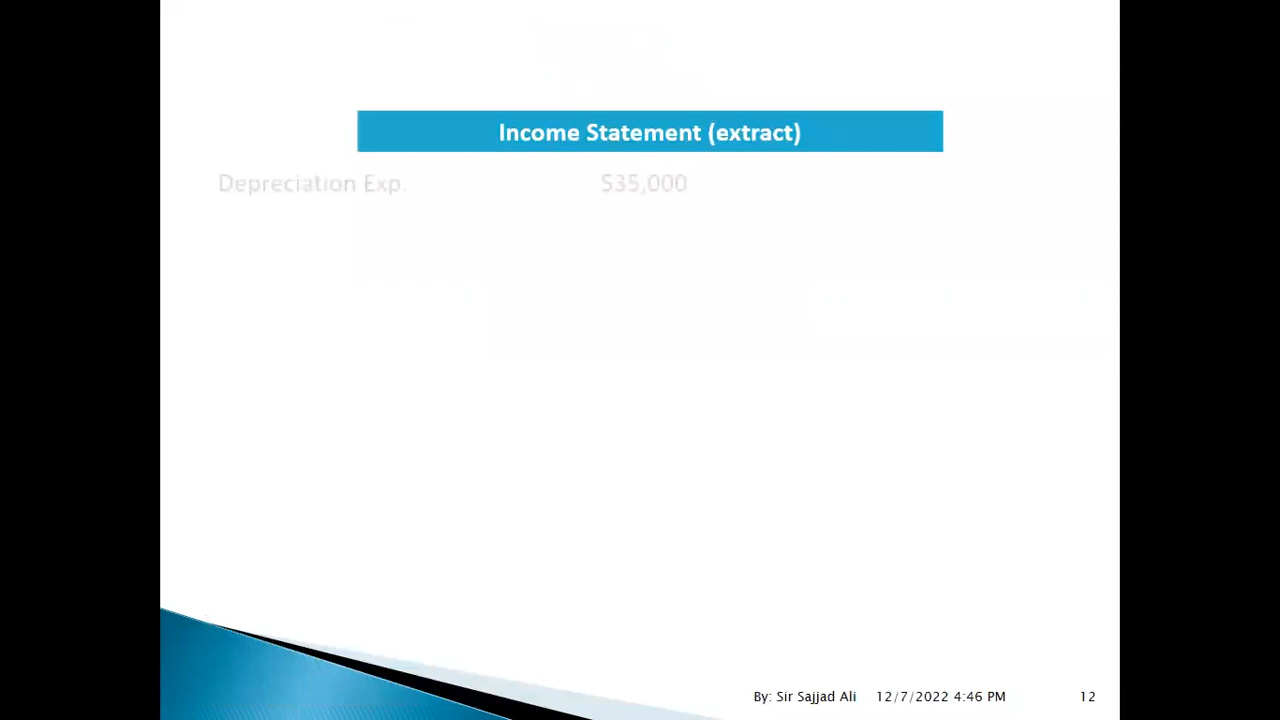 Income Statement (extract)
Depreciation Exp. $35,000
By: Sir Sajjad Ali 12/7/2022 4:46 PM 12